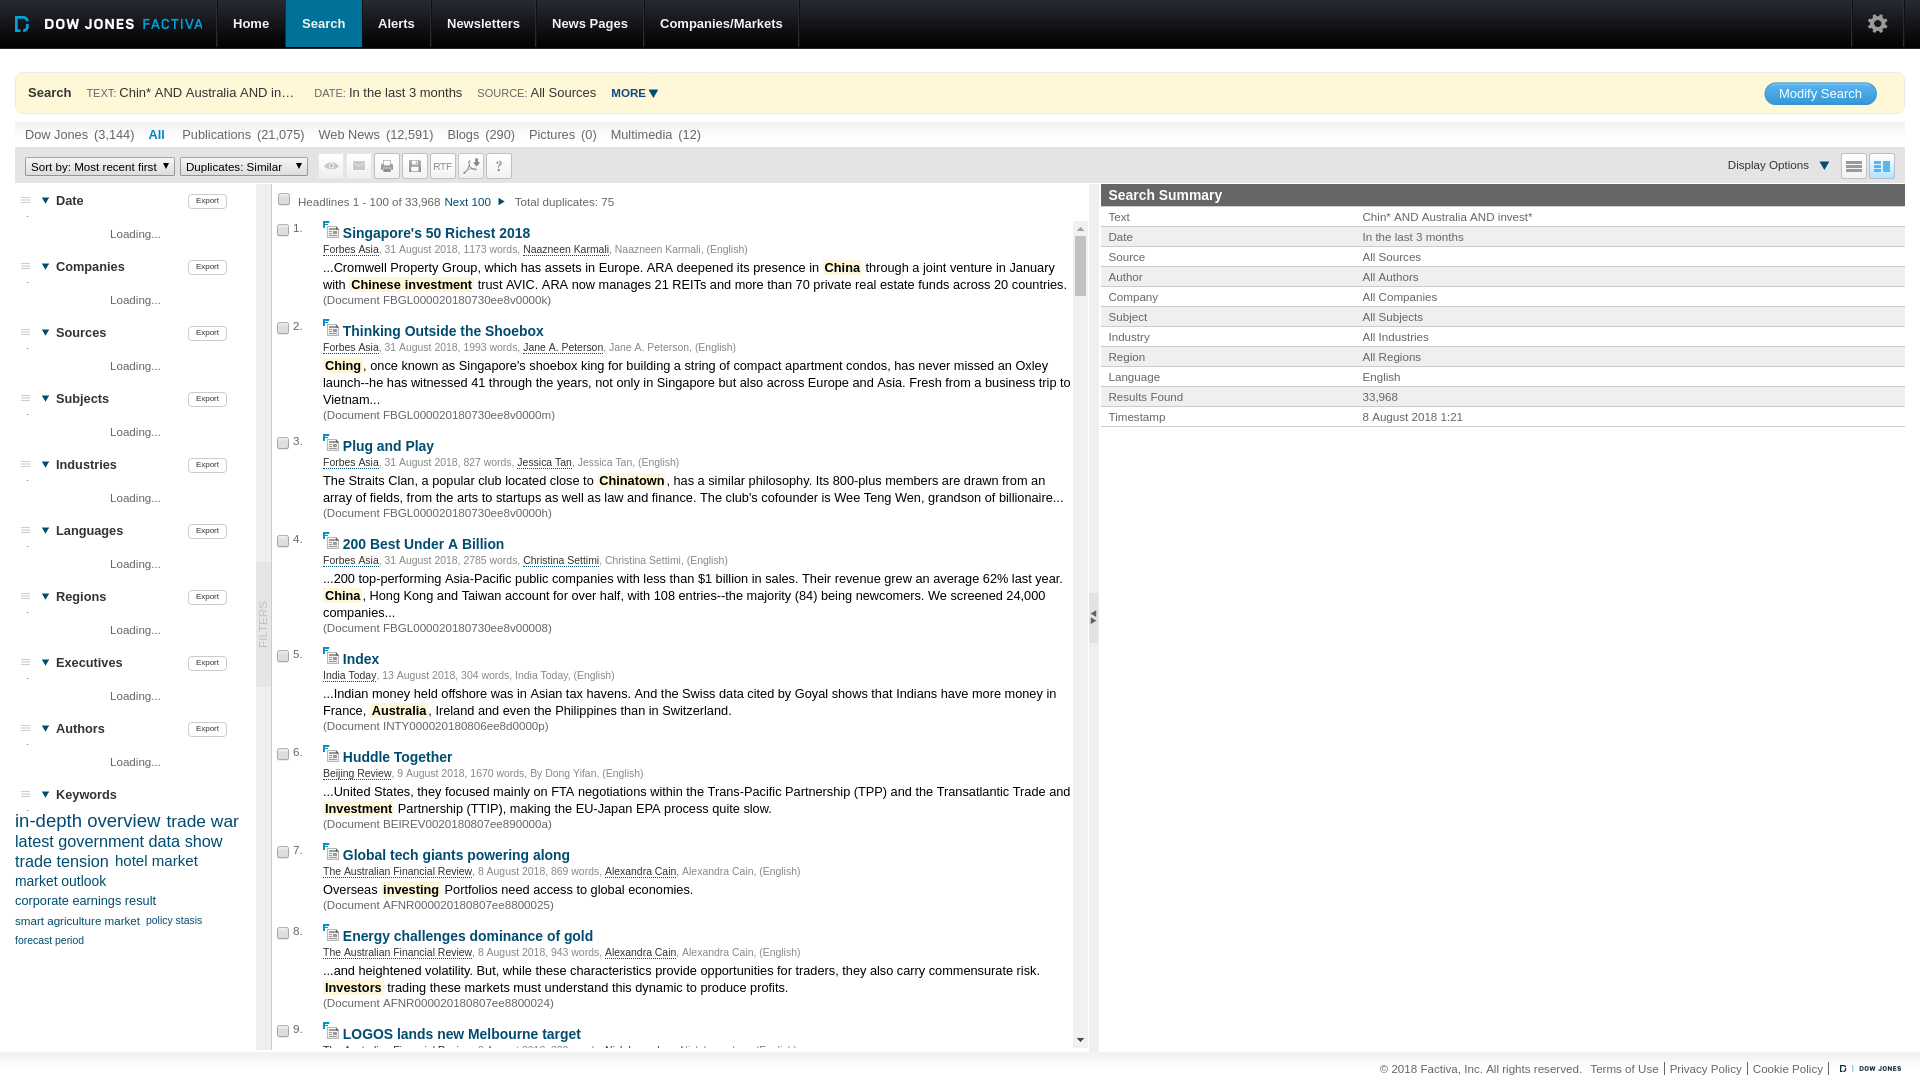 DOW JONES FACTIVA Home Search Alerts Newsletters News Pages Companies/Markets
Search TEXT: Chin* AND Australia AND in… DATE: In the last 3 months SOURCE: All Sources MORE Modify Search
Dow Jones (3,144) All Publications (21,075) Web News (12,591) Blogs (290) Pictures (0) Multimedia (12)
Sort by: Most recent first Duplicates: Similar RTF ? Display Options
Date Export
-
Loading...
Companies Export
-
Loading...
Sources Export
-
Loading...
Subjects Export
-
Loading...
Industries Export
-
Loading...
Languages Export
-
Loading...
Regions Export
-
Loading...
Executives Export
-
Loading...
Authors Export
-
Loading...
Keywords
-
in-depth overview trade war
latest government data show
trade tension hotel market
market outlook
corporate earnings result
smart agriculture market policy stasis
forecast period
FILTERS
Headlines 1 - 100 of 33,968 Next 100 Total duplicates: 75
1. Singapore's 50 Richest 2018
Forbes Asia, 31 August 2018, 1173 words, Naazneen Karmali, Naazneen Karmali, (English)
...Cromwell Property Group, which has assets in Europe. ARA deepened its presence in China through a joint venture in January
with Chinese investment trust AVIC. ARA now manages 21 REITs and more than 70 private real estate funds across 20 countries.
(Document FBGL000020180730ee8v0000k)
2. Thinking Outside the Shoebox
Forbes Asia, 31 August 2018, 1993 words, Jane A. Peterson, Jane A. Peterson, (English)
Ching, once known as Singapore's shoebox king for building a string of compact apartment condos, has never missed an Oxley
launch--he has witnessed 41 through the years, not only in Singapore but also across Europe and Asia. Fresh from a business trip to
Vietnam...
(Document FBGL000020180730ee8v0000m)
3. Plug and Play
Forbes Asia, 31 August 2018, 827 words, Jessica Tan, Jessica Tan, (English)
The Straits Clan, a popular club located close to Chinatown, has a similar philosophy. Its 800-plus members are drawn from an
array of fields, from the arts to startups as well as law and finance. The club's cofounder is Wee Teng Wen, grandson of billionaire...
(Document FBGL000020180730ee8v0000h)
4. 200 Best Under A Billion
Forbes Asia, 31 August 2018, 2785 words, Christina Settimi, Christina Settimi, (English)
...200 top-performing Asia-Pacific public companies with less than $1 billion in sales. Their revenue grew an average 62% last year.
China, Hong Kong and Taiwan account for over half, with 108 entries--the majority (84) being newcomers. We screened 24,000
companies...
(Document FBGL000020180730ee8v00008)
5. Index
India Today, 13 August 2018, 304 words, India Today, (English)
...Indian money held offshore was in Asian tax havens. And the Swiss data cited by Goyal shows that Indians have more money in
France, Australia, Ireland and even the Philippines than in Switzerland.
(Document INTY000020180806ee8d0000p)
6. Huddle Together
Beijing Review, 9 August 2018, 1670 words, By Dong Yifan, (English)
...United States, they focused mainly on FTA negotiations within the Trans-Pacific Partnership (TPP) and the Transatlantic Trade and
Investment Partnership (TTIP), making the EU-Japan EPA process quite slow.
(Document BEIREV0020180807ee890000a)
7. Global tech giants powering along
The Australian Financial Review, 8 August 2018, 869 words, Alexandra Cain, Alexandra Cain, (English)
Overseas investing Portfolios need access to global economies.
(Document AFNR000020180807ee8800025)
8. Energy challenges dominance of gold
The Australian Financial Review, 8 August 2018, 943 words, Alexandra Cain, Alexandra Cain, (English)
...and heightened volatility. But, while these characteristics provide opportunities for traders, they also carry commensurate risk.
Investors trading these markets must understand this dynamic to produce profits.
(Document AFNR000020180807ee8800024)
9. LOGOS lands new Melbourne target
Search Summary
Text Chin* AND Australia AND invest*
Date In the last 3 months
Source All Sources
Author All Authors
Company All Companies
Subject All Subjects
Industry All Industries
Region All Regions
Language English
Results Found 33,968
Timestamp 8 August 2018 1:21
© 2018 Factiva, Inc. All rights reserved. Terms of Use Privacy Policy Cookie Policy DOW JONES